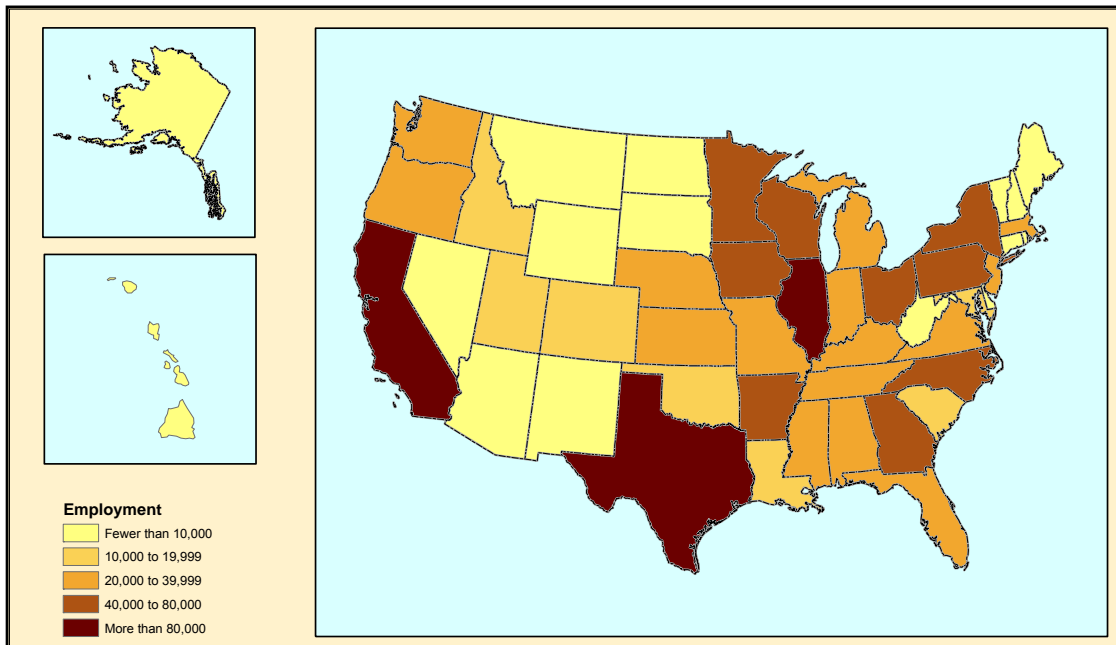 Employment
Fewer than 10,000
10,000 to 19,999
20,000 to 39,999
40,000 to 80,000
More than 80,000